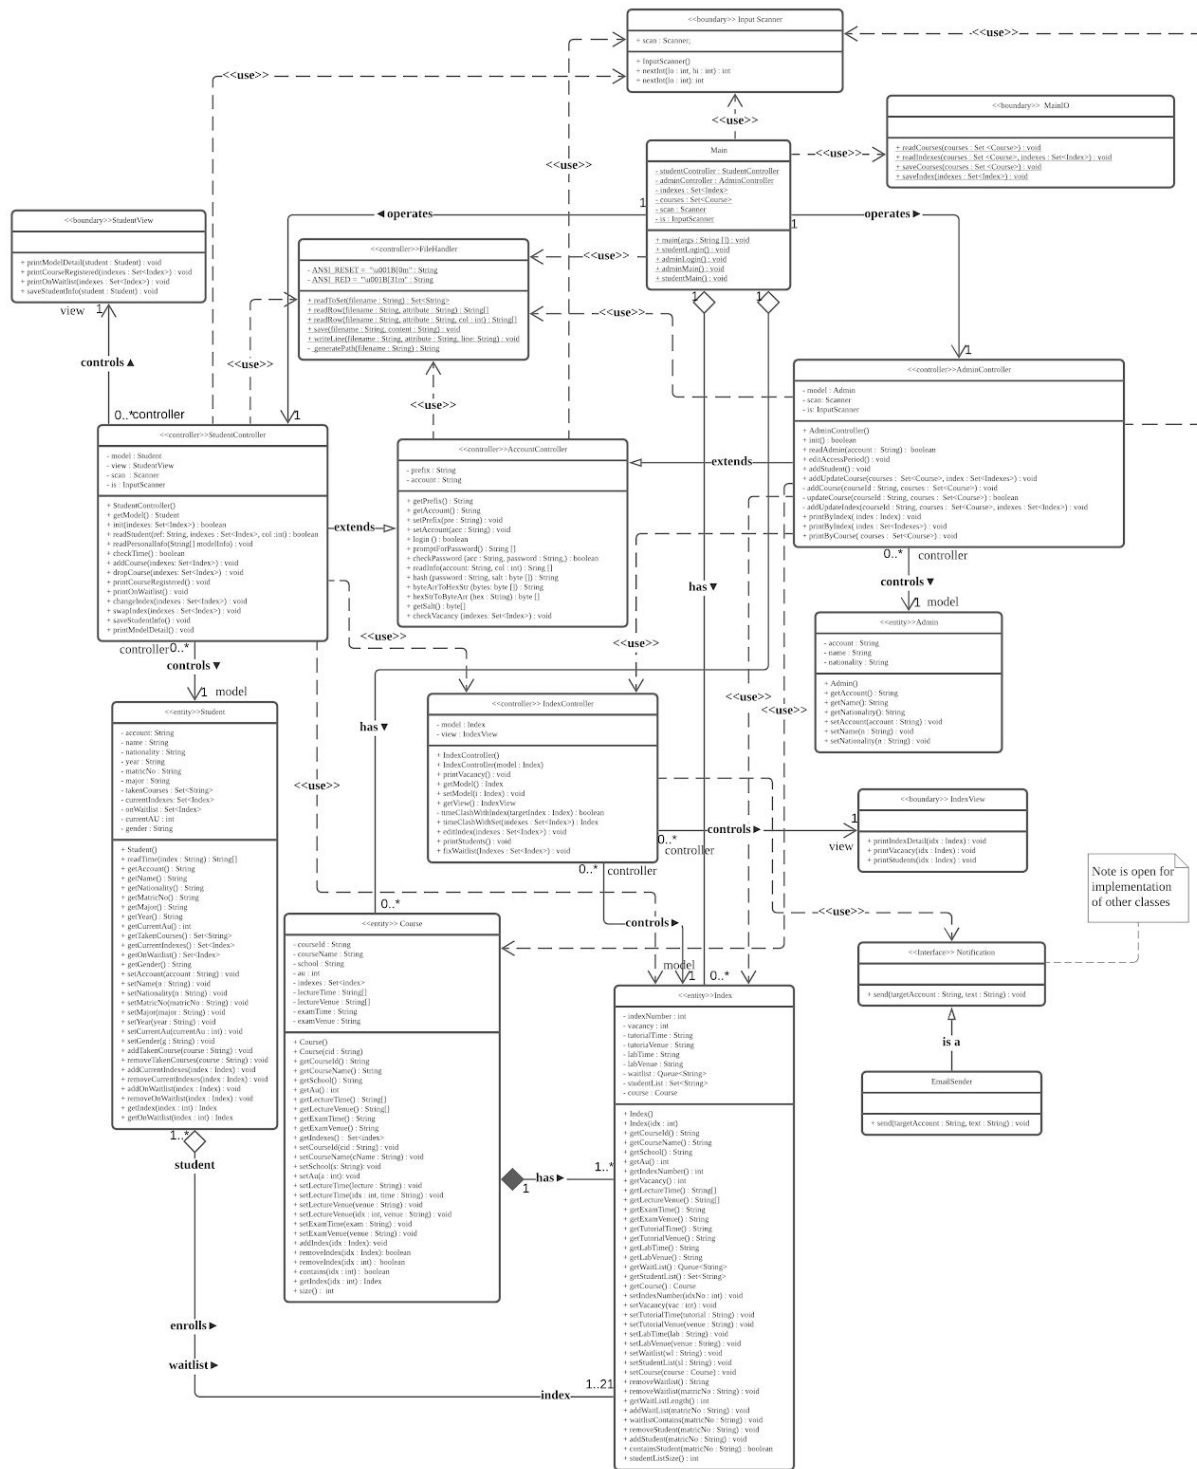 <<boundary>> Input Scanner
+ scan : Scanner;
+ InputScanner()
+ nextInt(lo : int, hi : int) : int
+ nextInt(lo : int): int
<<use>>
<<use>>
<<use>>
<<use>>
<<boundary>> MainIO
+ readCourses(courses : Set <Course>) : void
+ readIndexes(courses : Set <Course>, indexes : Set<Index>) : void
+ saveCourses(courses : Set <Course>) : void
+ saveIndex(indexes : Set<Index>) : void
<<use>>
Main
- studentController : StudentController
- adminController : AdminController
- indexes : Set<Index>
- courses : Set<Course>
- scan : Scanner
- is : InputScanner
+ main(args : String []) : void
+ studentLogin() : void
+ adminLogin() : void
+ adminMain() : void
+ studentMain() : void
1
◄operates
1
operates►
1
1
<<boundary>>StudentView
+ printModelDetail(student : Student) : void
+ printCourseRegistered(indexes : Set<Index>) : void
+ printOnWaitlist(indexes : Set<Index>) : void
+ saveStudentInfo(student : Student) : void
view
1
controls▲
0..*
controller
<<controller>>FileHandler
- ANSI_RESET = "\u001B[0m" : String
- ANSI_RED = "\u001B[31m" : String
+ readToSet(filename : String) : Set<String>
+ readRow(filename : String, attribute : String) : String[]
+ readRow(filename : String, attribute : String, col : int) : String[]
+ save(filename : String, content : String) : void
+ writeLine(filename : String, attribute : String, line: String) : void
- generatePath(filename : String) : String
<<use>>
<<use>>
<<use>>
<<use>>
1
1
<<controller>>AdminController
- model : Admin
- scan: Scanner
- is: InputScanner
+ AdminController()
+ init() : boolean
+ readAdmin(account : String) : boolean
+ editAccessPeriod() : void
+ addStudent() : void
+ addUpdateCourse(courses : Set<Course>, index : Set<Indexes>) : void
- addCourse(courseId : String, courses : Set<Course>) : void
- updateCourse(courseId : String, courses : Set<Course>) : boolean
- addUpdateIndex(courseId : String, courses : Set<Course>, indexes : Set<Index>) : void
+ printByIndex( index : Index) : void
+ printByIndex( index : Set<Indexes>) : void
+ printByCourse( courses : Set<Course>) : void
<<controller>>StudentController
- model : Student
- view : StudentView
- scan : Scanner
- is : InputScanner
+ StudentController()
+ getModel() : Student
+ init(indexes: Set<Index>) : boolean
+ readStudent(ref: String, indexes : Set<Index>, col :int) : boolean
+ readPersonalInfo(String[] modelInfo) : void
+ checkTime() : boolean
+ addCourse(indexes: Set<Index>) : void
+ dropCourse(indexes: Set<Index>) : void
+ printCourseRegistered() : void
+ printOnWaitlist() : void
+ changeIndex(indexes : Set<Index>) : void
+ swapIndex(indexes : Set<Index>) : void
+ saveStudentInfo() : void
+ printModelDetail() : void
extends
<<controller>>AccountController
- prefix : String
- account : String
+ getPrefix() : String
+ getAccount() : String
+ setPrefix(pre : String) : void
+ setAccount(acc : String) : void
+ login () : boolean
+ promptForPassword() : String []
+ checkPassword (acc : String, password : String,) : boolean
+ readInfo(account: String, col : int) : String []
+ hash (password : String, salt : byte []) : String
+ byteArrToHexStr (bytes: byte []) : String
+ hexStrToByteArr (hex : String) : byte []
+ getSalt() : byte[]
+ checkVacancy (indexes: Set<Index>) : void
extends
has▼
0..*
controller
controls▼
1
model
<<entity>>Admin
- account : String
- name : String
- nationality : String
+ Admin()
+ getAccount() : String
+ getName(): String
+ getNationality(): String
+ setAccount(account : String) : void
+ setName(n : String) : void
+ setNationality(n : String) : void
controller
0..*
controls▼
1
model
<<use>>
<<use>>
<<use>>
<<use>>
<<entity>>Student
- account: String
- name : String
- nationality : String
- year : String
- matricNo : String
- major : String
- takenCourses : Set<String>
- currentIndexes: Set<Index>
- onWaitlist : Set<Index>
- currentAU : int
- gender : String
+ Student()
+ readTime(index : String) : String[]
+ getAccount() : String
+ getName() : String
+ getNationality() : String
+ getMatricNo() : String
+ getMajor() : String
+ getYear() : String
+ getCurrentAu() : int
+ getTakenCourses() : Set<String>
+ getCurrentIndexes() : Set<Index>
+ getOnWaitlist() : Set<Index>
+ getGender() : String
+ setAccount(account : String) : void
+ setName(n : String) : void
+ setNationality(n : String) : void
+ setMatricNo(matricNo : String) : void
+ setMajor(major : String) : void
+ setYear(year : String) : void
+ setCurrentAu(currentAu : int) : void
+ setGender(g : String) : void
+ addTakenCourse(course : String) : void
+ removeTakenCourses(course : String) : void
+ addCurrentIndexes(index : Index) : void
+ removeCurrentIndexes(index : Index) : void
+ addOnWaitlist(index : Index) : void
+ removeOnWaitlist(index : Index) : void
+ getIndex(index : int) : Index
+ getOnWaitlist(index : int) : Index
<<use>>
has▼
<<controller>> IndexController
- model : Index
- view : IndexView
+ IndexController()
+ IndexController(model : Index)
+ printVacancy() : void
+ getModel() : Index
+ setModel(i : Index) : void
+ getView() : IndexView
- timeClashWithIndex(targetIndex : Index) : boolean
+ timeClashWithSet(indexes : Set<Index>) : Index
+ editIndex(indexes : Set<Index>) : void
+ printStudents() : void
+ fixWaitlist(Indexes : Set<Index>) : void
0..*
controller
controls►
1
view
<<boundary>> IndexView
+ printIndexDetail(idx : Index) : void
+ printVacancy(idx : Index) : void
+ printStudents(idx : Index) : void
0..*
controller
controls►
model
1
0..*
<<use>>
Note is open for
implementation
of other classes
<<Interface>> Notification
+ send(targetAccount : String, text : String) : void
is a
EmailSender
+ send(targetAccount : String, text : String) : void
0..*
<<entity>> Course
- courseId : String
- courseName : String
- school : String
- au : int
- indexes : Set<index>
- lectureTime : String[]
- lectureVenue : String[]
- examTime : String
- examVenue : String
+ Course()
+ Course(cid : String)
+ getCourseId() : String
+ getCourseName() : String
+ getSchool() : String
+ getAu() : int
+ getLectureTime() : String[]
+ getLectureVenue() : String[]
+ getExamTime() : String
+ getExamVenue() : String
+ getIndexes() : Set<index>
+ setCourseId(cid : String) : void
+ setCourseName(cName : String) : void
+ setSchool(s: String): void
+ setAu(a : int): void
+ setLectureTime(lecture : String) : void
+ setLectureTime(idx : int, time : String) : void
+ setLectureVenue(venue : String) : void
+ setLectureVenue(idx : int, venue : String) : void
+ setExamTime(exam : String) : void
+ setExamVenue(venue : String) : void
+ addIndex(idx : Index): void
+ removeIndex(idx : Index): boolean
+ removeIndex(idx : int) : boolean
+ contains(idx : int) : boolean
+ getIndex(idx : int) : Index
+ size() : int
1
has►
1..*
<<entity>>Index
- indexNumber : int
- vacancy : int
- tutorialTime : String
- tutoriaVenue : String
- labTime : String
- labVenue : String
- waitlist : Queue<String>
- studentList : Set<String>
- course : Course
+ Index()
+ Index(idx : int)
+ getCourseId() : String
+ getCourseName() : String
+ getSchool() : String
+ getAu() : int
+ getIndexNumber() : int
+ getVacancy() : int
+ getLectureTime() : String[]
+ getLectureVenue() : String[]
+ getExamTime() : String
+ getExamVenue() : String
+ getTutorialTime() : String
+ getTutorialVenue() : String
+ getLabTime() : String
+ getLabVenue() : String
+ getWaitList() : Queue<String>
+ getStudentList() : Set<String>
+ getCourse() : Course
+ setIndexNumber(idxNo : int) : void
+ setVacancy(vac : int) : void
+ setTutorialTime(tutorial : String) : void
+ setTutorialVenue(venue : String) : void
+ setLabTime(lab : String) : void
+ setLabVenue(venue : String) : void
+ setWaitlist(wl : String) : void
+ setStudentList(sl : String) : void
+ setCourse(course : Course) : void
+ removeWaitlist() : String
+ removeWaitlist(matricNo : String) : void
+ getWaitListLength() : int
+ addWaitList(matricNo : String) : void
+ waitlistContains(matricNo : String) : void
+ removeStudent(matricNo : String) : void
+ addStudent(matricNo : String) : void
+ containsStudent(matricNo : String) : boolean
+ studentListSize() : int
1..*
student
enrolls►
waitlist►
index
1..21